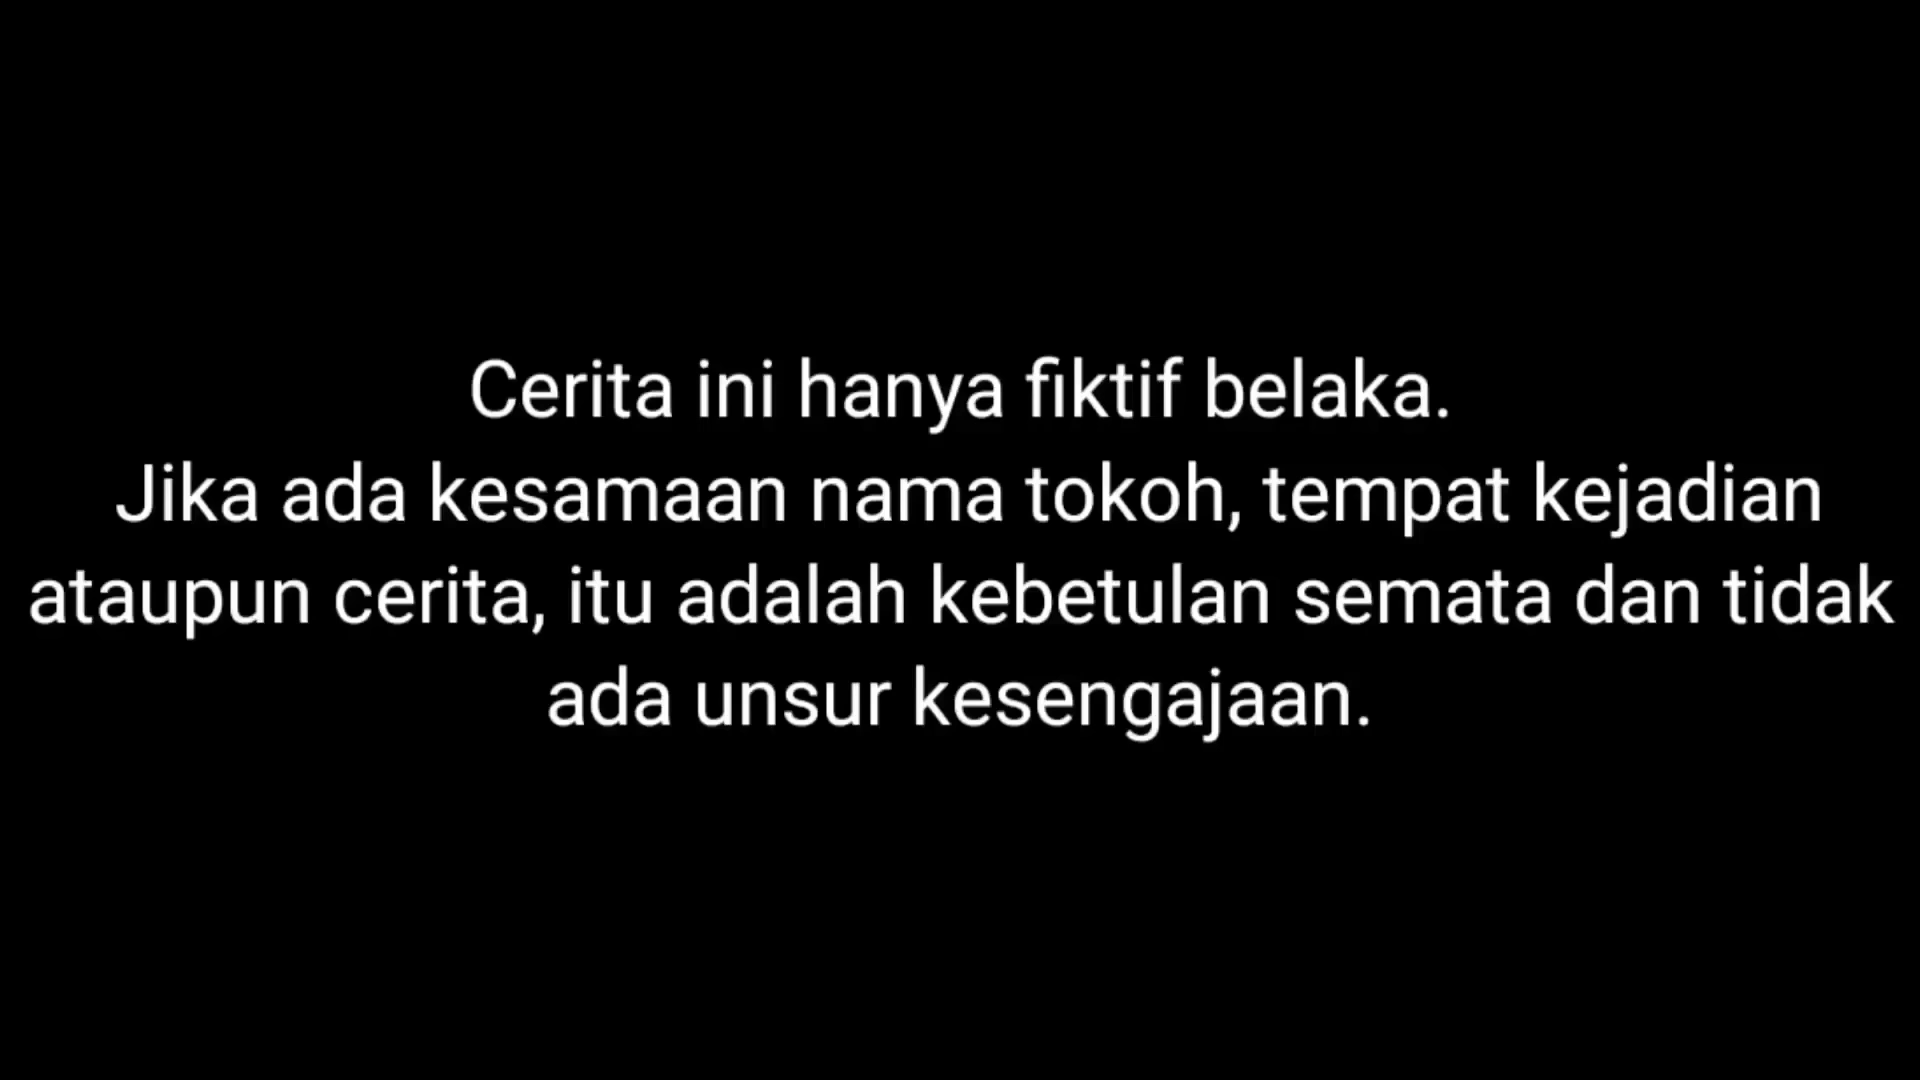 Cerita ini hanya fiktif belaka.
Jika ada kesamaan nama tokoh, tempat kejadian
ataupun cerita, itu adalah kebetulan semata dan tidak
ada unsur kesengajaan.